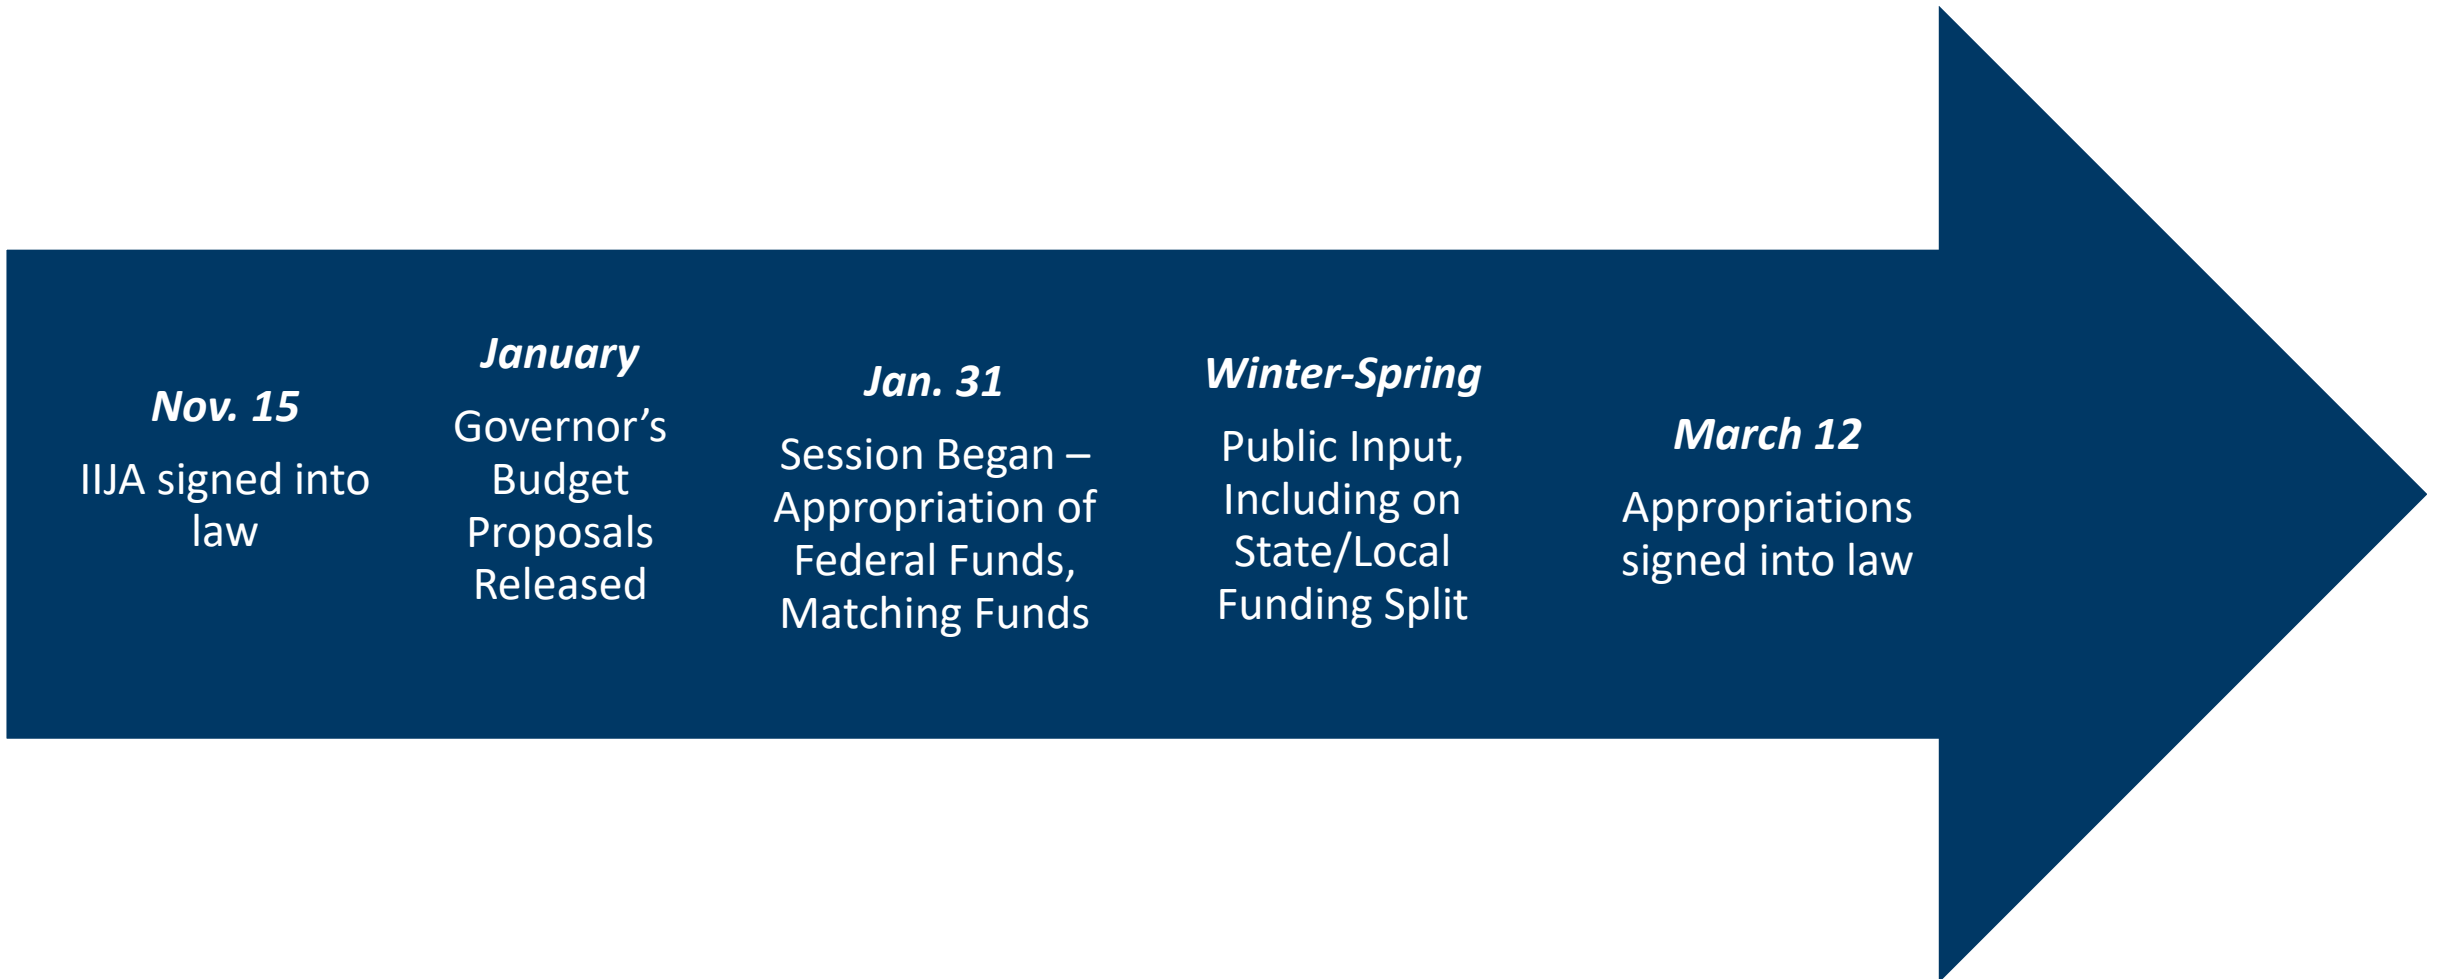 Nov. 15
IIJA signed into
law
January
Governor’s
Budget
Proposals
Released
Jan. 31
Session Began –
Appropriation of
Federal Funds,
Matching Funds
Winter-Spring
Public Input,
Including on
State/Local
Funding Split
March 12
Appropriations
signed into law